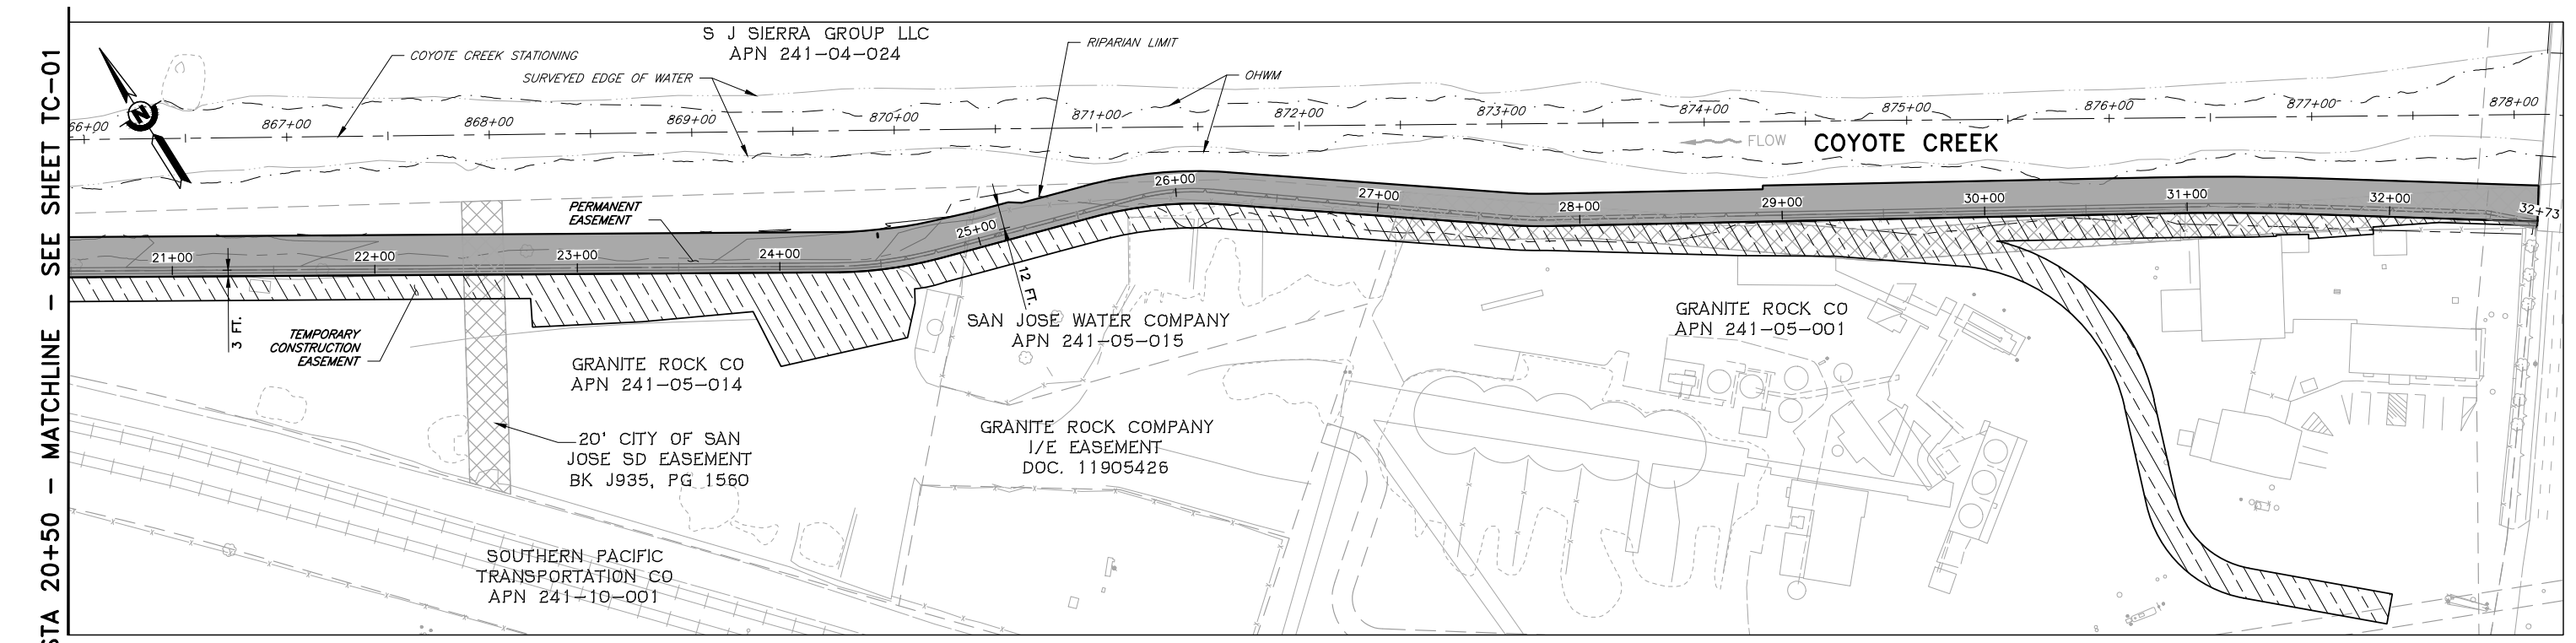 STA 20+50 - MATCHLINE - SEE SHEET TC-01
N
S J SIERRA GROUP LLC
APN 241-04-024
COYOTE CREEK STATIONING
SURVEYED EDGE OF WATER
RIPARIAN LIMIT
OHWM
66+00
867+00
868+00
869+00
870+00
871+00
872+00
873+00
874+00
875+00
876+00
877+00
878+00
FLOW
COYOTE CREEK
PERMANENT
EASEMENT
21+00
22+00
23+00
24+00
25+00
26+00
27+00
28+00
29+00
30+00
31+00
32+00
32+73
3 FT.
12 FT.
TEMPORARY
CONSTRUCTION
EASEMENT
GRANITE ROCK CO
APN 241-05-014
SAN JOSE WATER COMPANY
APN 241-05-015
GRANITE ROCK CO
APN 241-05-001
20' CITY OF SAN
JOSE SD EASEMENT
BK J935, PG 1560
GRANITE ROCK COMPANY
I/E EASEMENT
DOC. 11905426
SOUTHERN PACIFIC
TRANSPORTATION CO
APN 241-10-001